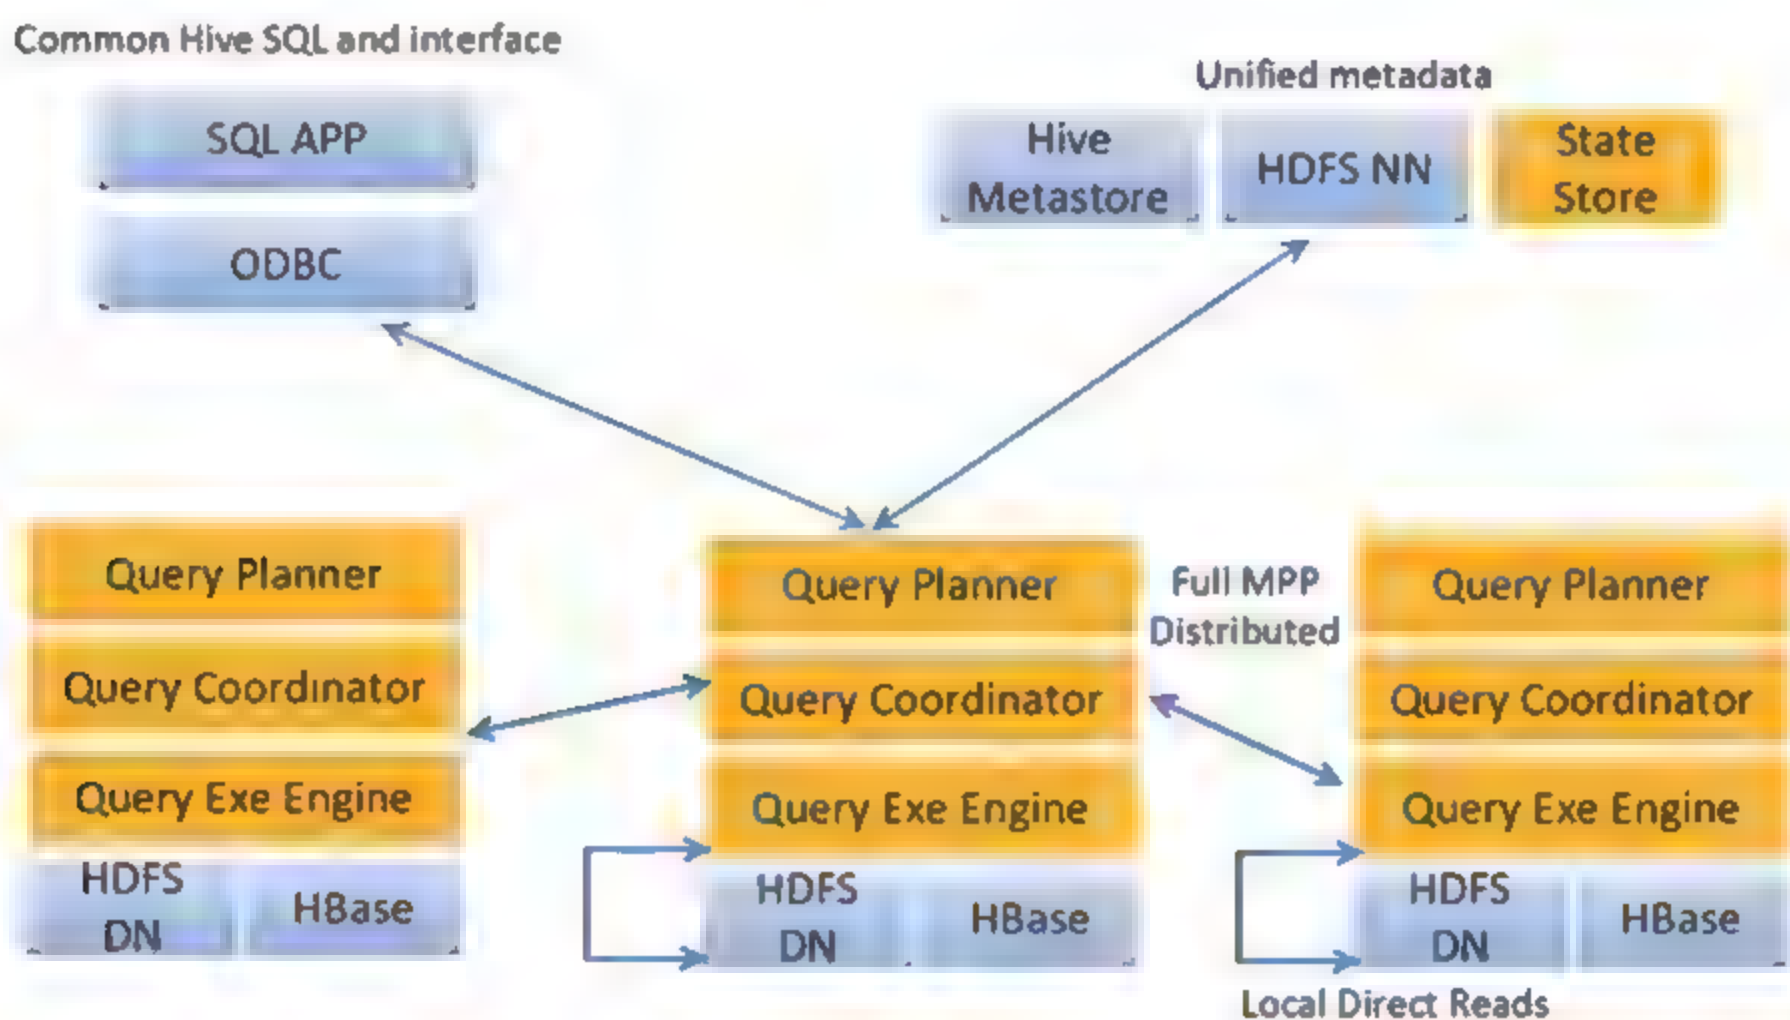 Common Hive SQL and interface
SQL APP
ODBC
Unified metadata
Hive
Metastore
HDFS NN
State
Store
Query Planner
Query Coordinator
Query Exe Engine
HDFS
DN
HBase
Query Planner
Query Coordinator
Query Exe Engine
HDFS
DN
HBase
Full MPP
Distributed
Query Planner
Query Coordinator
Query Exe Engine
HDFS
DN
HBase
Local Direct Reads